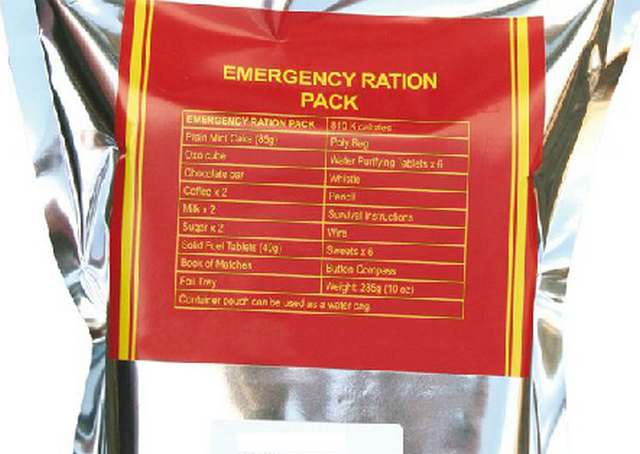 EMERGENCY RATION
PACK
EMERGENCY RATION PACK 810 K calories
Plain Mint Cake (85g) Poly Bag
Oxo cube Water Purifying Tablets x 6
Chocolate bar Whistle
Coffee x 2 Pencil
Milk x 2 Survival Instructions
Sugar x 2 Wire
Solid Fuel Tablets (40g) Sweets x 6
Book of Matches Button Compass
Foil Tray Weight: 285g (10 oz)
Container pouch can be used as a water bag.